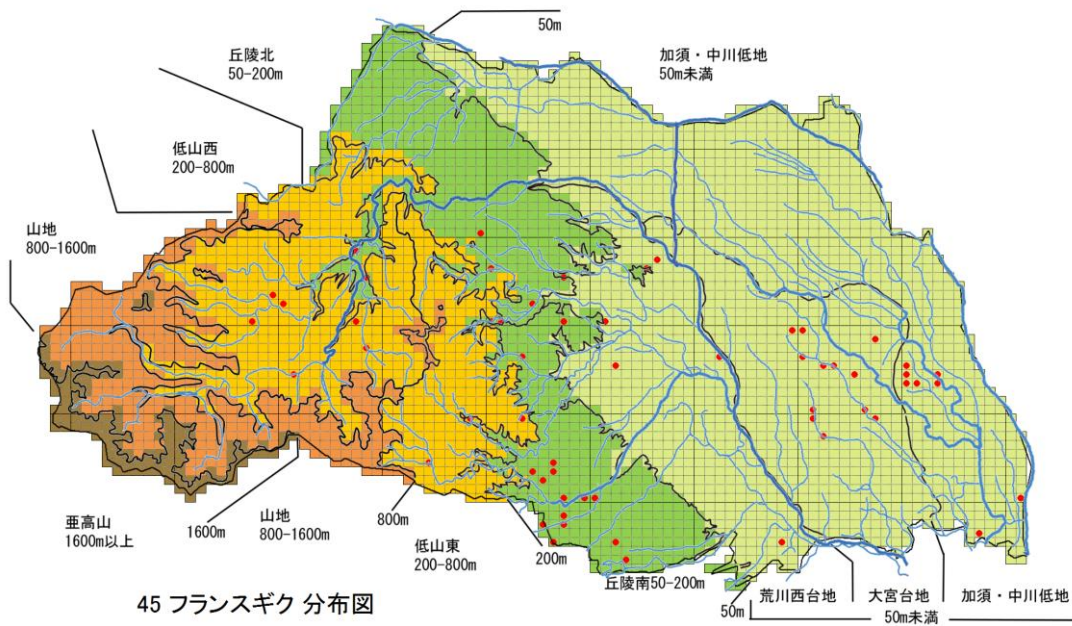 50m
加須・中川低地
50m未満
丘陵北
50-200m
低山西
200-800m
山地
800-1600m
亜高山
1600m以上
1600m
山地
800-1600m
800m
低山東
200-800m
200m
丘陵南50-200m
50m
荒川西台地
大宮台地
加須・中川低地
50m未満
45 フランスギク 分布図